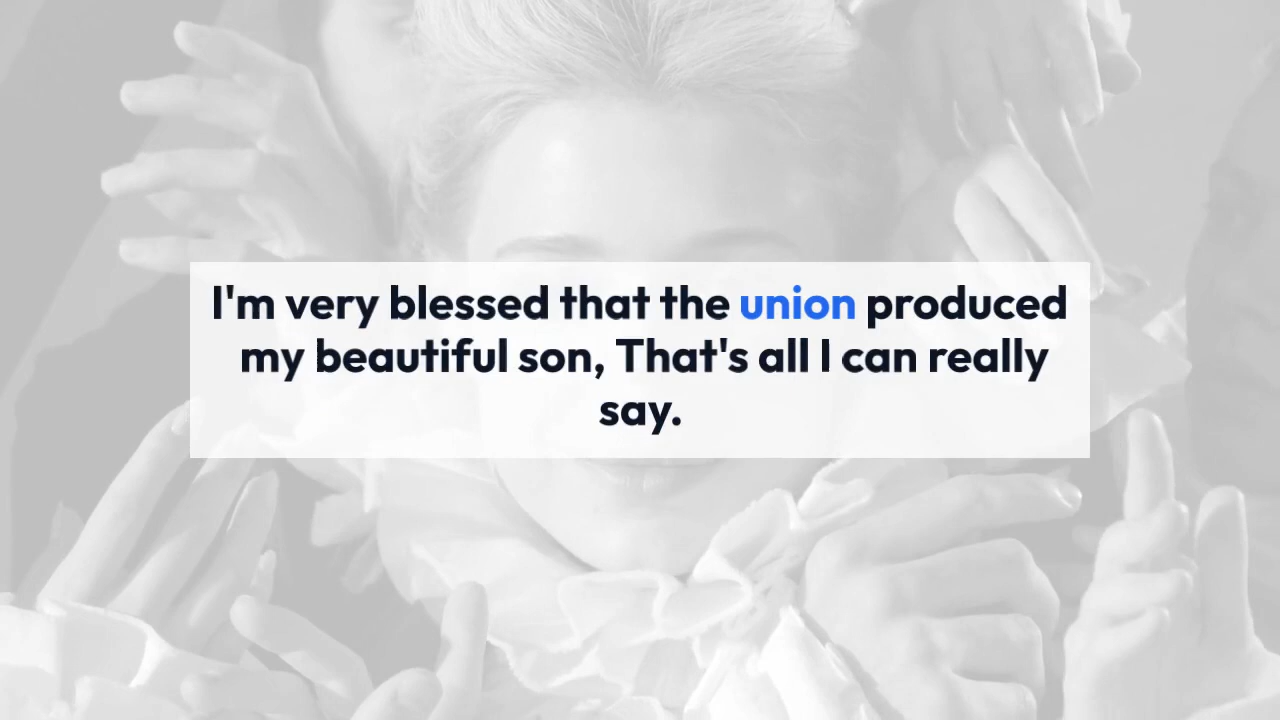 I'm very blessed that the union produced
my beautiful son, That's all I can really
say.